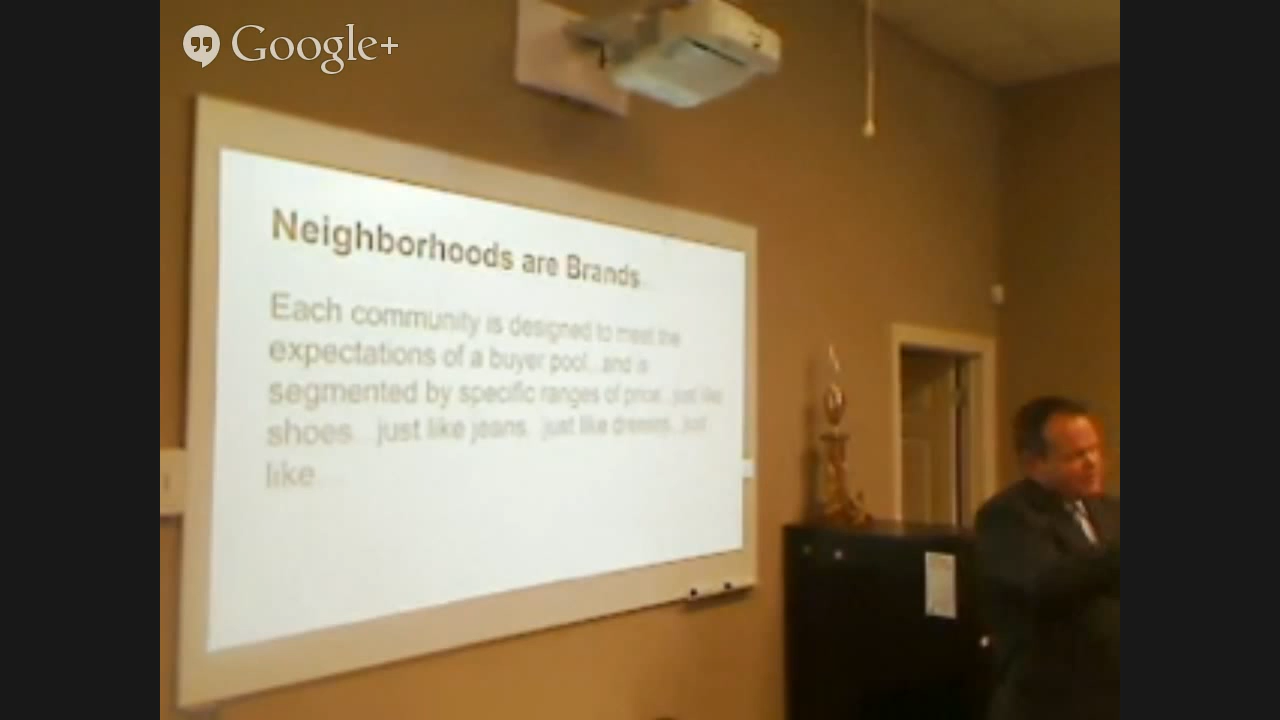 Google+
Neighborhoods are Brands
Each community is designed to meet the
expectations of a buyer pool...and is
segmented by specific ranges of price...just like
shoes...just like jeans...just like dresses...just
like....